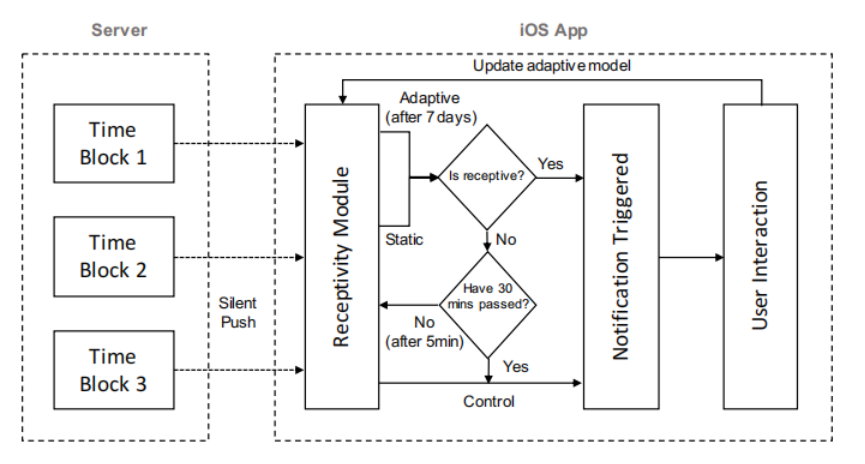 Server
iOS App
Update adaptive model
Time
Block 1
Time
Block 2
Time
Block 3
Silent
Push
Receptivity Module
Adaptive
(after 7 days)
Static
Is receptive?
Yes
No
Have 30
mins passed?
No
(after 5min)
Yes
Control
Notification Triggered
User Interaction